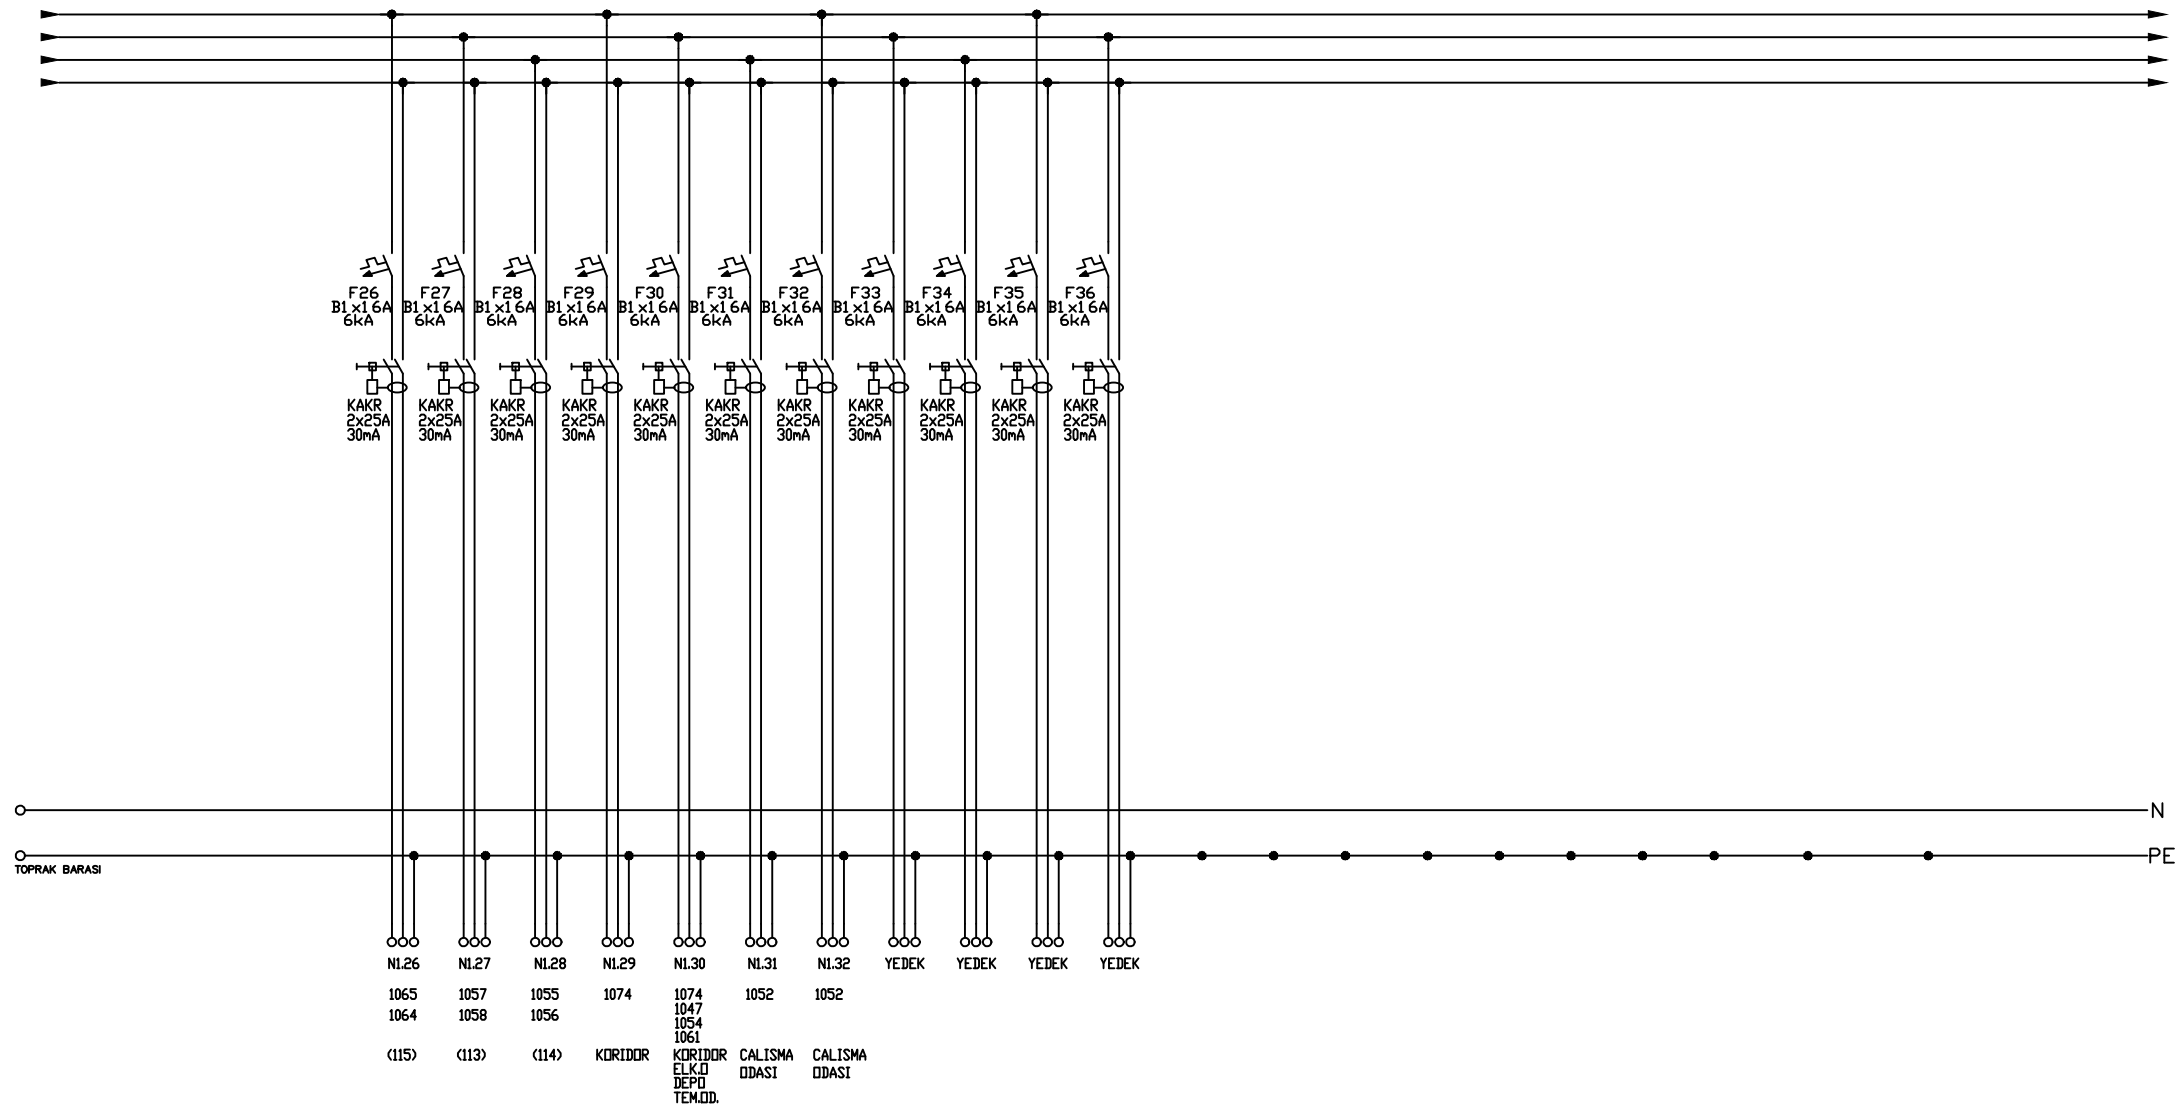 F26 F27 F28 F29 F30 F31 F32 F33 F34 F35 F36
B1x16A B1x16A B1x16A B1x16A B1x16A B1x16A B1x16A B1x16A B1x16A B1x16A B1x16A
6kA 6kA 6kA 6kA 6kA 6kA 6kA 6kA 6kA 6kA 6kA
KAKR KAKR KAKR KAKR KAKR KAKR KAKR KAKR KAKR KAKR KAKR
2x25A 2x25A 2x25A 2x25A 2x25A 2x25A 2x25A 2x25A 2x25A 2x25A 2x25A
30mA 30mA 30mA 30mA 30mA 30mA 30mA 30mA 30mA 30mA 30mA
N
PE
TOPRAK BARASI
N1.26 N1.27 N1.28 N1.29 N1.30 N1.31 N1.32 YEDEK YEDEK YEDEK YEDEK
1065 1057 1055 1074 1074 1052 1052
1047
1064 1058 1056
1054
1061
(115) (113) (114) KORIDOR KORIDOR CALISMA CALISMA
ELK.O
ODASI ODASI
DEPO
TEM.OD.